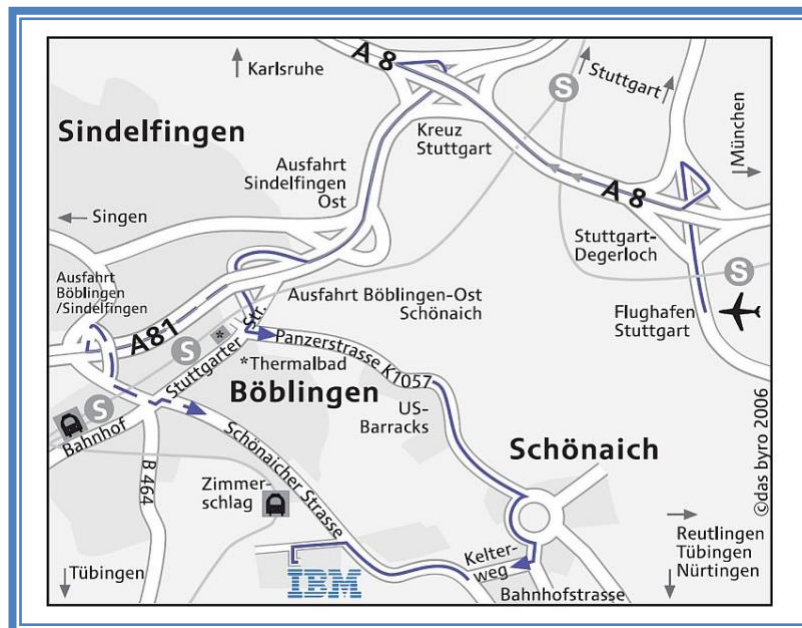 A 8
Karlsruhe
Stuttgart
S
München
Sindelfingen
Kreuz
Stuttgart
Ausfahrt
Sindelfingen
Ost
A 8
Singen
Stuttgart-
Degerloch
S
Ausfahrt
Böblingen
/Sindelfingen
Ausfahrt Böblingen-Ost
Schönaich
Flughafen
Stuttgart
A81
S
*
Stuttgarter Str.
Panzerstrasse K1057
*Thermalbad
Böblingen
US-
Barracks
S
Bahnhof
Schönaicher Strasse
Schönaich
B 464
Zimmer-
schlag
©das byro 2006
Kelter-
weg
Reutlingen
Tübingen
Nürtingen
Tübingen
IBM
Bahnhofstrasse